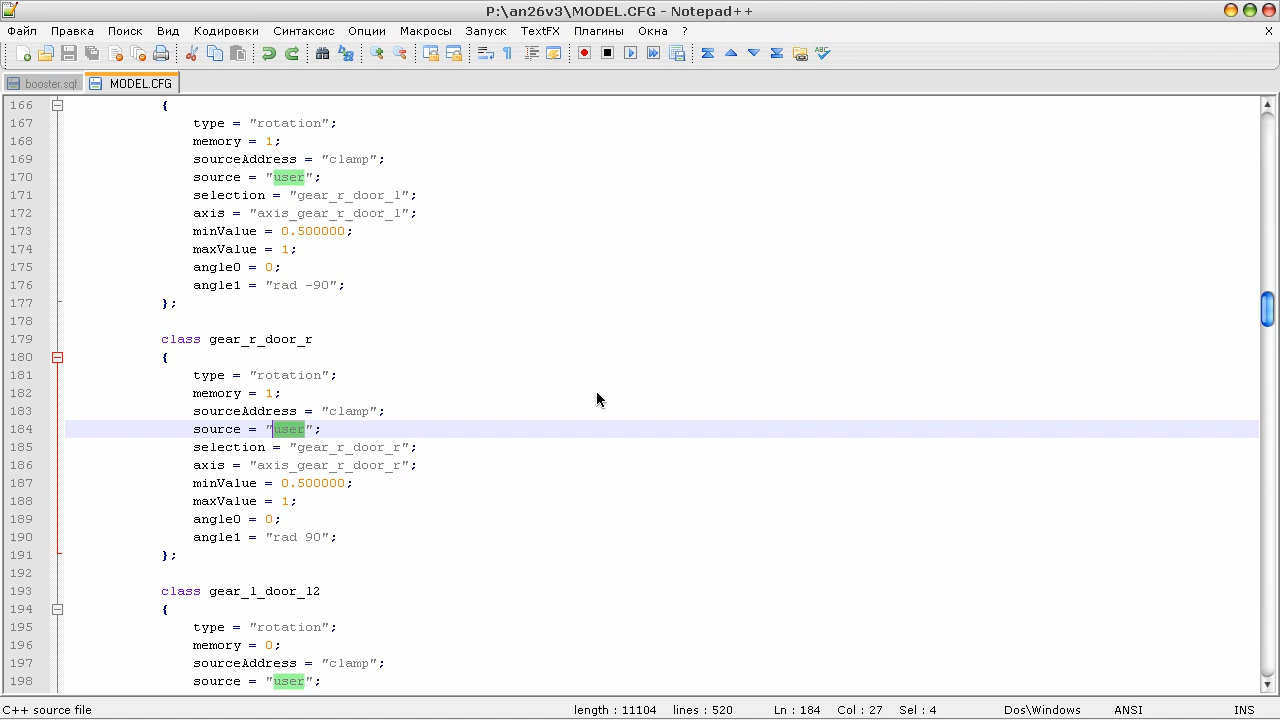 P:\an26v3\MODEL.CFG - Notepad++
Файл Правка Поиск Вид Кодировки Синтаксис Опции Макросы Запуск TextFX Плагины Окна ? X
booster.sqf MODEL.CFG
166 {
167 type = "rotation";
168 memory = 1;
169 sourceAddress = "clamp";
170 source = "user";
171 selection = "gear_r_door_l";
172 axis = "axis_gear_r_door_l";
173 minValue = 0.500000;
174 maxValue = 1;
175 angle0 = 0;
176 angle1 = "rad -90";
177 };
178
179 class gear_r_door_r
180 {
181 type = "rotation";
182 memory = 1;
183 sourceAddress = "clamp";
184 source = "user";
185 selection = "gear_r_door_r";
186 axis = "axis_gear_r_door_r";
187 minValue = 0.500000;
188 maxValue = 1;
189 angle0 = 0;
190 angle1 = "rad 90";
191 };
192
193 class gear_l_door_l2
194 {
195 type = "rotation";
196 memory = 0;
197 sourceAddress = "clamp";
198 source = "user";
C++ source file length : 11104 lines : 520 Ln : 184 Col : 27 Sel : 4 Dos\Windows ANSI INS